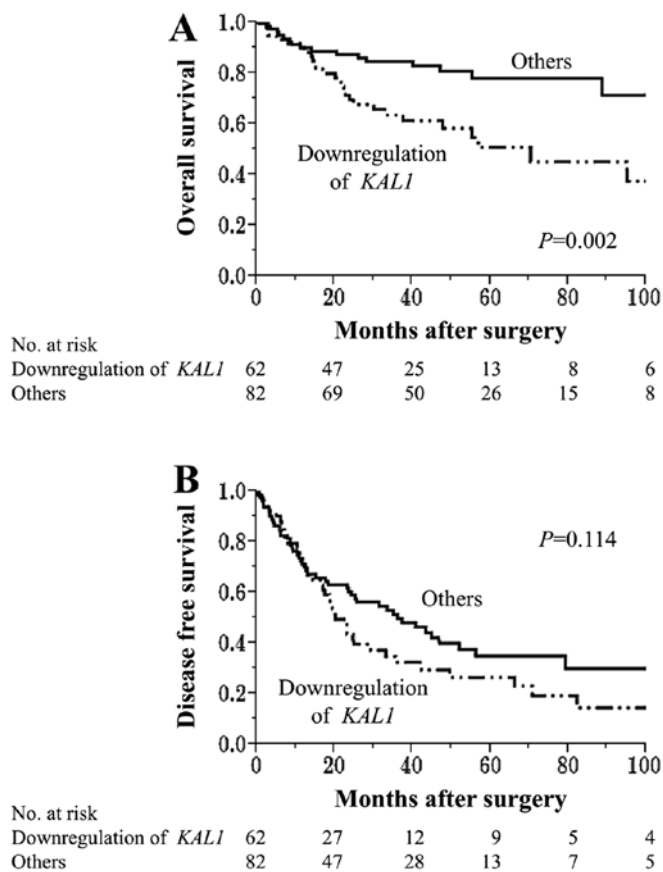 A
Overall survival
1.0
0.8
0.6
0.4
0.2
0.0
Others
Downregulation
of KAL1
P=0.002
0 20 40 60 80 100
Months after surgery
No. at risk
Downregulation of KAL1 62 47 25 13 8 6
Others 82 69 50 26 15 8
B
Disease free survival
1.0
0.8
0.6
0.4
0.2
0.0
P=0.114
Others
Downregulation
of KAL1
0 20 40 60 80 100
Months after surgery
No. at risk
Downregulation of KAL1 62 27 12 9 5 4
Others 82 47 28 13 7 5